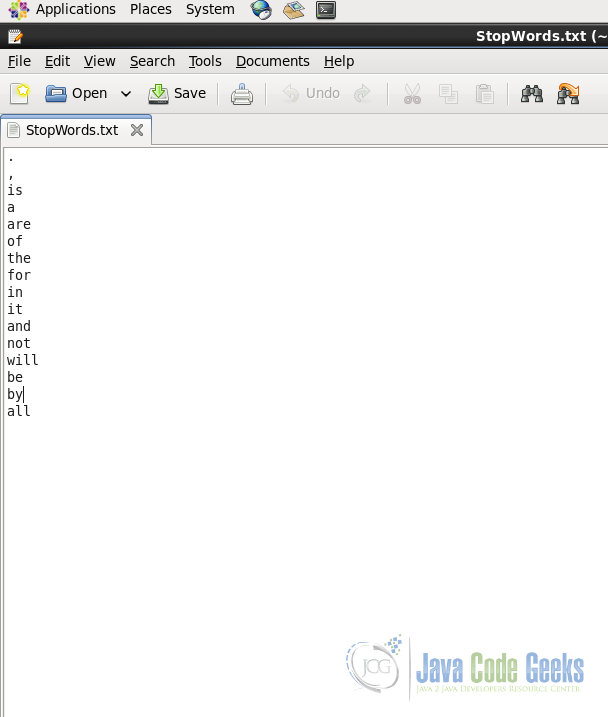 Applications Places System
StopWords.txt (~
File Edit View Search Tools Documents Help
Open Save Undo
StopWords.txt
.
,
is
a
are
of
the
for
in
it
and
not
will
be
by
all
JCG
Java Code Geeks
Java 2 Java Developers Resource Center